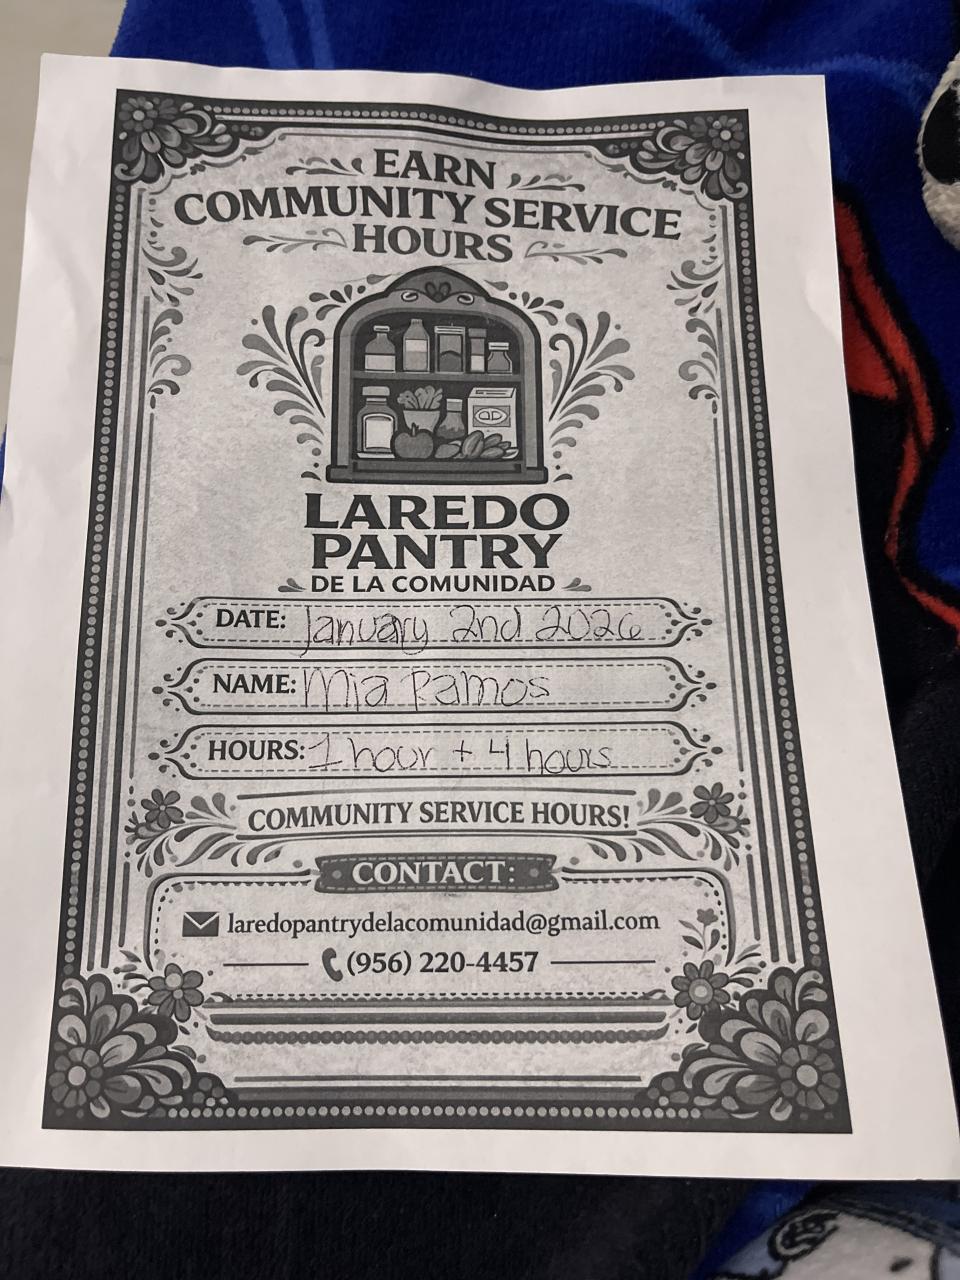 EARN
COMMUNITY SERVICE
HOURS
LAREDO
PANTRY
DE LA COMUNIDAD
DATE: January 2nd 2026
NAME: Mia Ramos
HOURS: 1 hour + 4 hours
COMMUNITY SERVICE HOURS!
CONTACT:
laredopantrydelacomunidad@gmail.com
(956) 220-4457